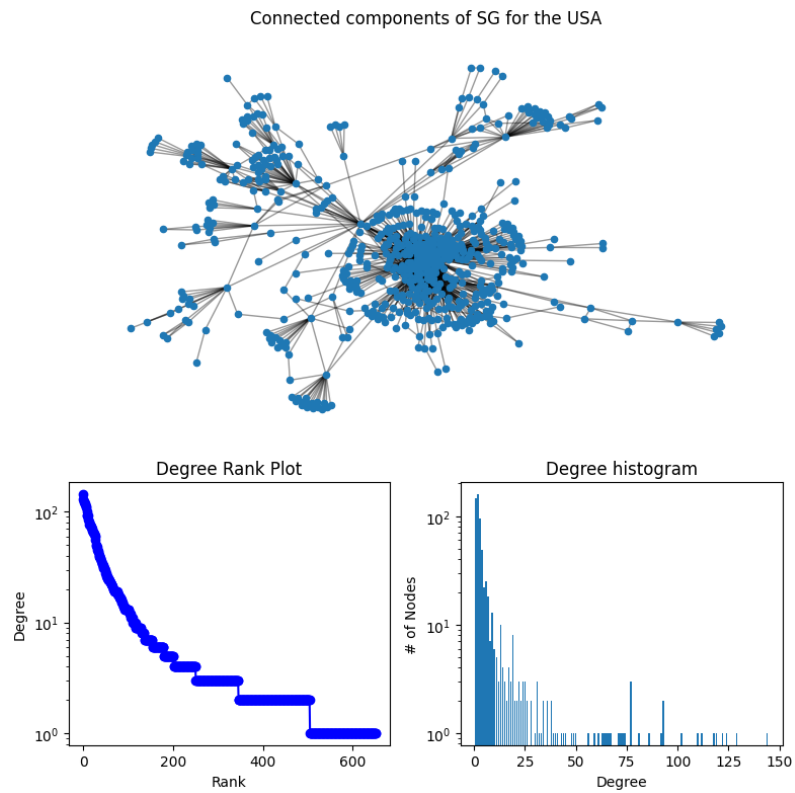 Connected components of SG for the USA
Degree Rank Plot
Degree
10²
10¹
10⁰
0 200 400 600
Rank
Degree histogram
# of Nodes
10²
10¹
10⁰
0 25 50 75 100 125 150
Degree